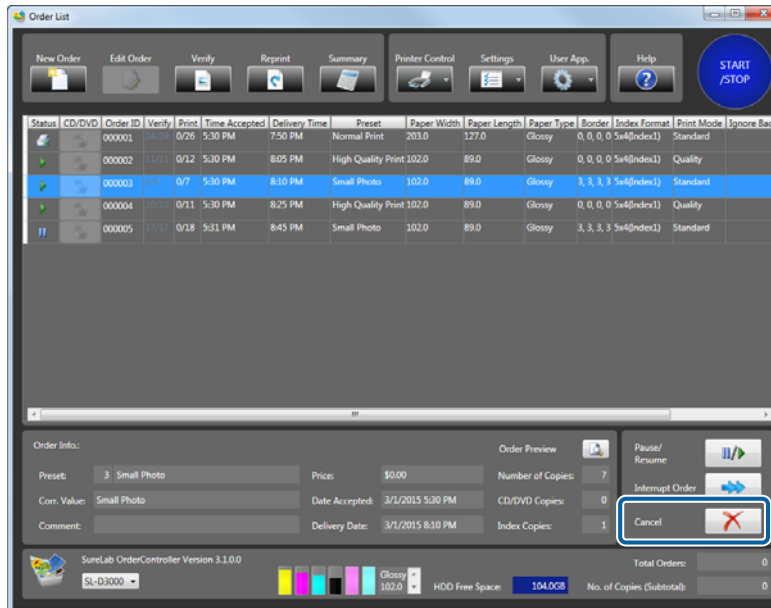 Order List
New Order Edit Order Verify Reprint Summary Printer Control Settings User App. Help START /STOP
Status CD/DVD Order ID Verify Print Time Accepted Delivery Time Preset Paper Width Paper Length Paper Type Border Index Format Print Mode Ignore Bac
000001 24/24 0/26 5:30 PM 7:50 PM Normal Print 203.0 127.0 Glossy 0, 0, 0, 0 5x4(Index1) Standard
000002 11/11 0/12 5:30 PM 8:05 PM High Quality Print 102.0 89.0 Glossy 0, 0, 0, 0 5x4(Index1) Quality
000003 0/7 5:30 PM 8:10 PM Small Photo 102.0 89.0 Glossy 3, 3, 3, 3 5x4(Index1) Standard
000004 10/10 0/11 5:30 PM 8:25 PM High Quality Print 102.0 89.0 Glossy 0, 0, 0, 0 5x4(Index1) Quality
000005 17/17 0/18 5:31 PM 8:45 PM Small Photo 102.0 89.0 Glossy 3, 3, 3, 3 5x4(Index1) Standard
Order Info.: Order Preview Pause/ Resume
Preset: 3 Small Photo Price: $0.00 Number of Copies: 7
Interrupt Order
Corr. Value: Small Photo Date Accepted: 3/1/2015 5:30 PM CD/DVD Copies: 0
Comment: Delivery Date: 3/1/2015 8:10 PM Index Copies: 1 Cancel
SureLab OrderController Version 3.1.0.0 Total Orders: 0
SL-D3000 Glossy 102.0 HDD Free Space: 104.0GB No. of Copies (Subtotal): 0